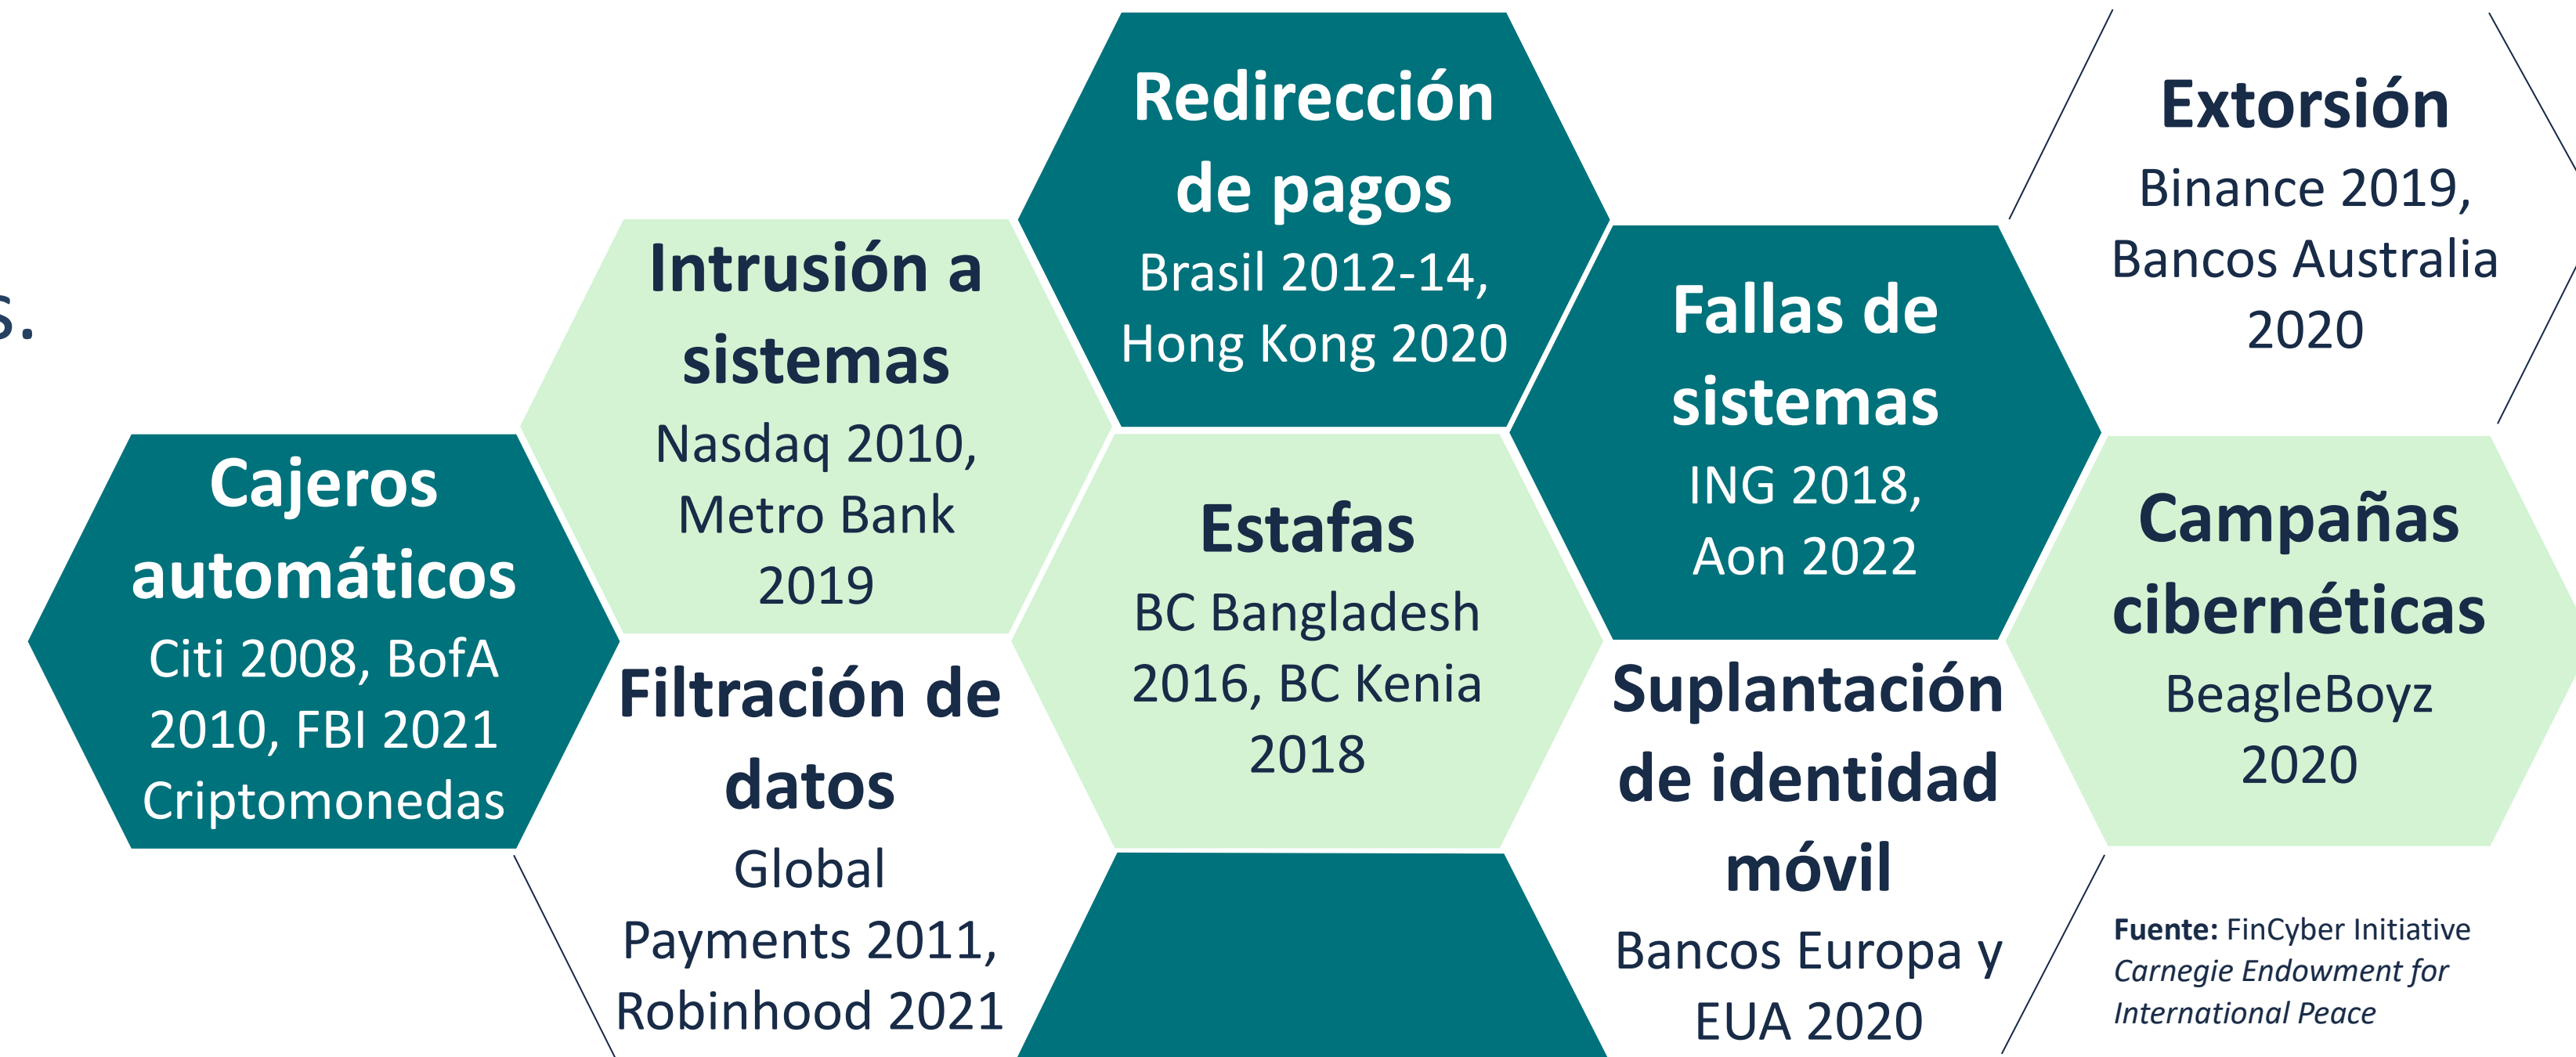 s.
Cajeros
automáticos
Citi 2008, BofA
2010, FBI 2021
Criptomonedas
Intrusión a
sistemas
Nasdaq 2010,
Metro Bank
2019
Filtración de
datos
Global
Payments 2011,
Robinhood 2021
Redirección
de pagos
Brasil 2012-14,
Hong Kong 2020
Estafas
BC Bangladesh
2016, BC Kenia
2018
Fallas de
sistemas
ING 2018,
Aon 2022
Suplantación
de identidad
móvil
Bancos Europa y
EUA 2020
Extorsión
Binance 2019,
Bancos Australia
2020
Campañas
cibernéticas
BeagleBoyz
2020
Fuente: FinCyber Initiative
Carnegie Endowment for
International Peace